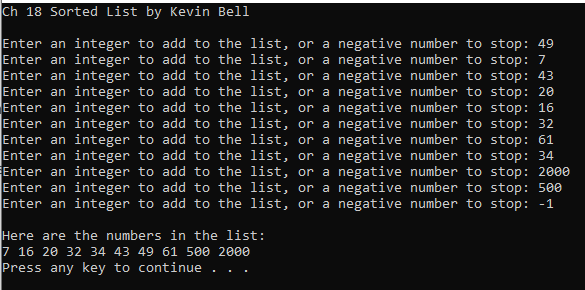 Ch 18 Sorted List by Kevin Bell
Enter an integer to add to the list, or a negative number to stop: 49
Enter an integer to add to the list, or a negative number to stop: 7
Enter an integer to add to the list, or a negative number to stop: 43
Enter an integer to add to the list, or a negative number to stop: 20
Enter an integer to add to the list, or a negative number to stop: 16
Enter an integer to add to the list, or a negative number to stop: 32
Enter an integer to add to the list, or a negative number to stop: 61
Enter an integer to add to the list, or a negative number to stop: 34
Enter an integer to add to the list, or a negative number to stop: 2000
Enter an integer to add to the list, or a negative number to stop: 500
Enter an integer to add to the list, or a negative number to stop: -1
Here are the numbers in the list:
7 16 20 32 34 43 49 61 500 2000
Press any key to continue . . .